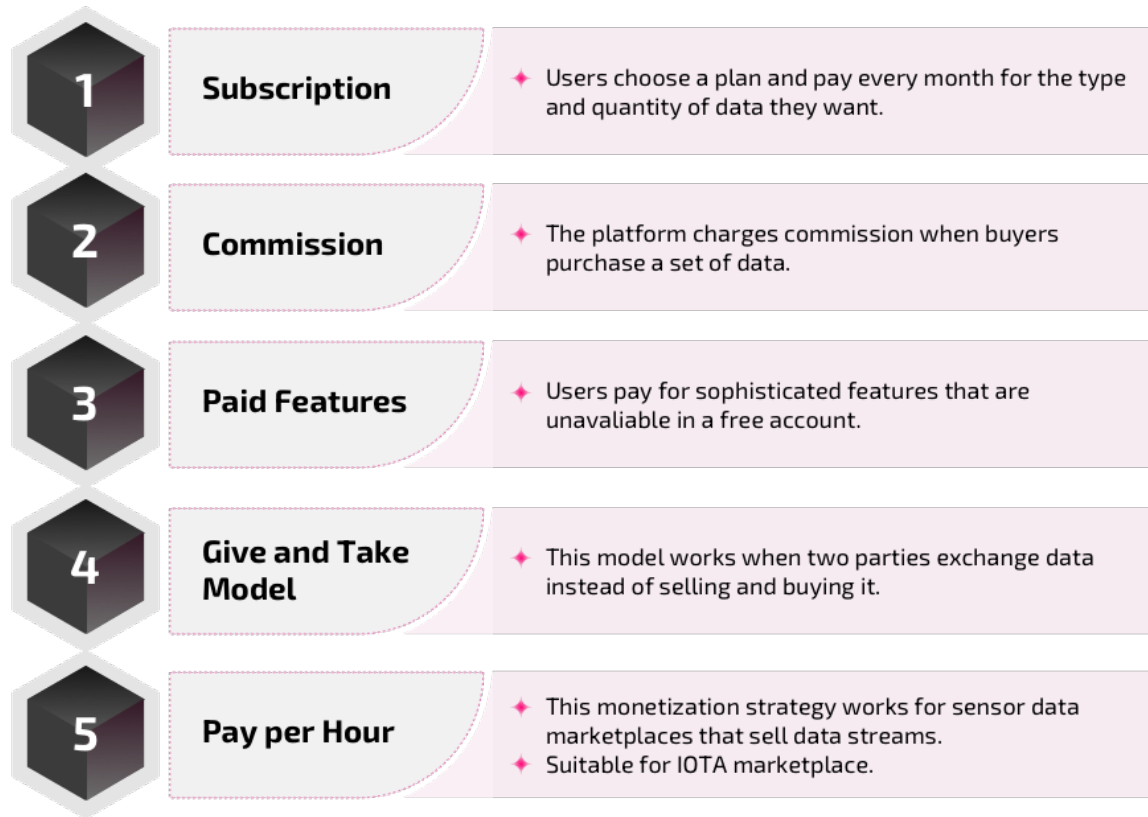 1
Subscription
Users choose a plan and pay every month for the type
and quantity of data they want.
2
Commission
The platform charges commission when buyers
purchase a set of data.
3
Paid Features
Users pay for sophisticated features that are
unavaliable in a free account.
4
Give and Take
Model
This model works when two parties exchange data
instead of selling and buying it.
5
Pay per Hour
This monetization strategy works for sensor data
marketplaces that sell data streams.
Suitable for IOTA marketplace.